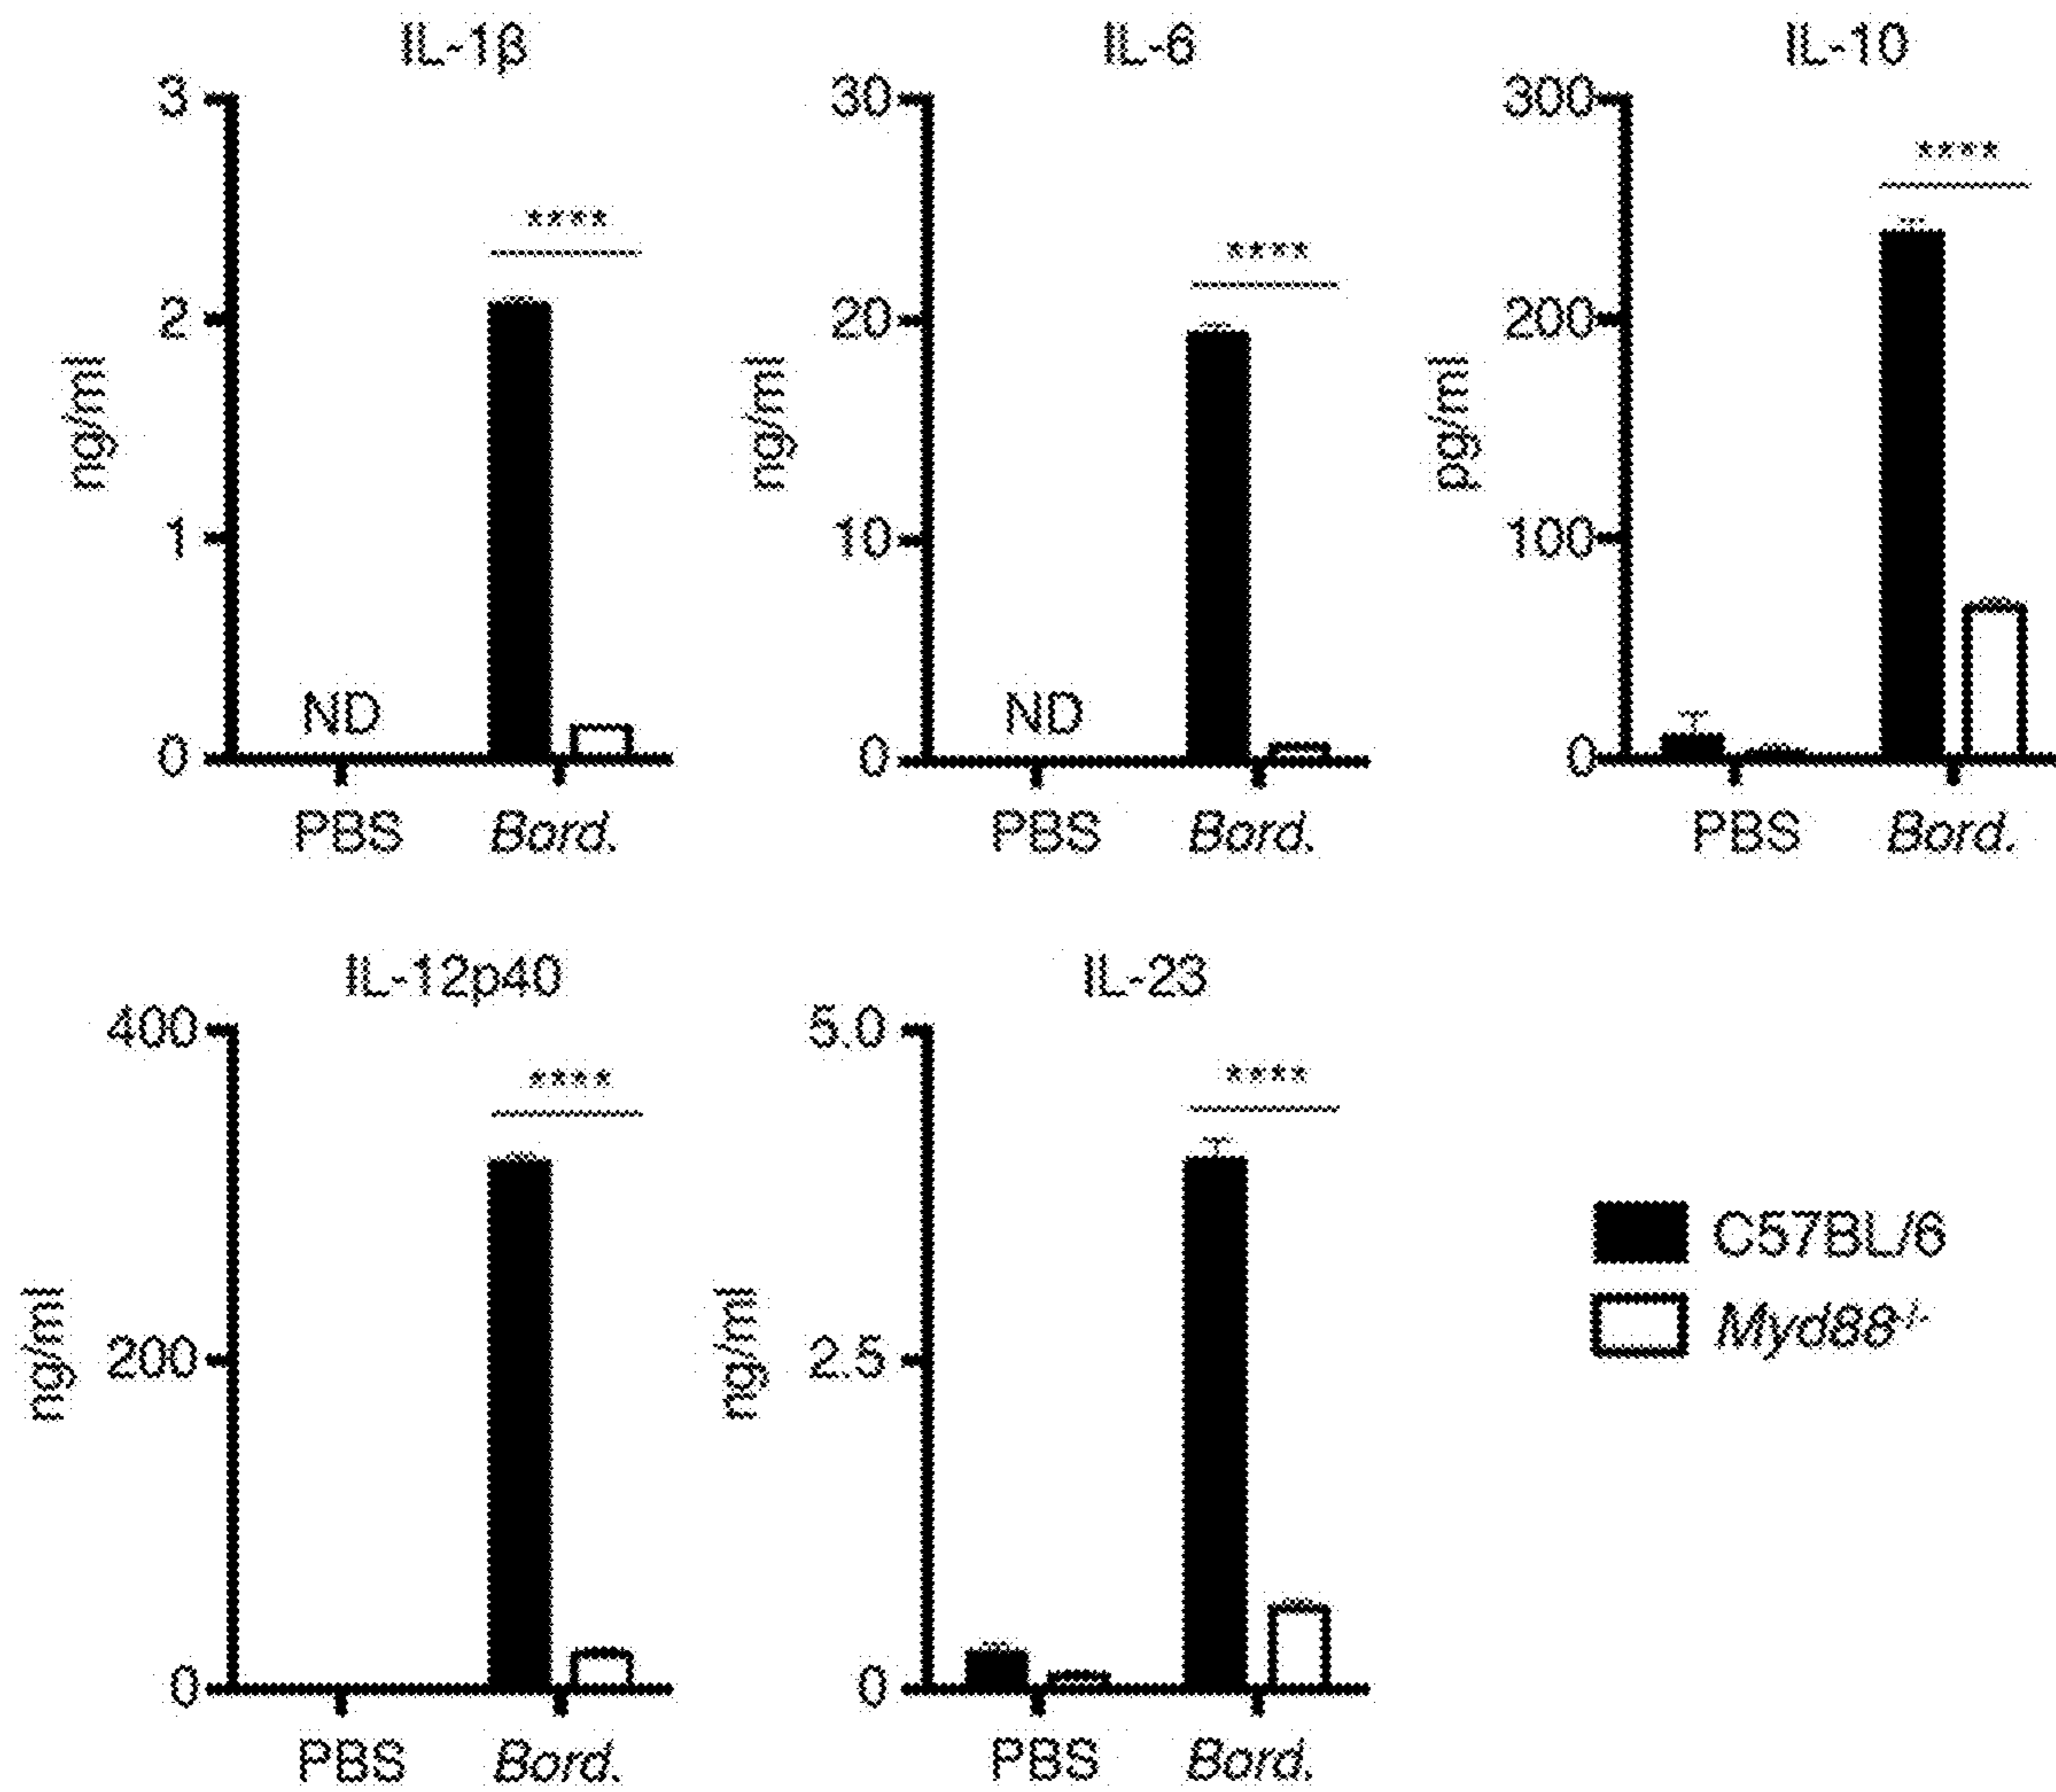 IL-1β
3
2
1
0
ng/ml
****
ND
PBS
Bord.
IL-6
30
20
10
0
ng/ml
****
ND
PBS
Bord.
IL-10
300
200
100
0
pg/ml
****
PBS
Bord.
IL-12p40
400
200
0
ng/ml
****
PBS
Bord.
IL-23
5.0
2.5
0
ng/ml
****
PBS
Bord.
C57BL/6
Myd88-/-